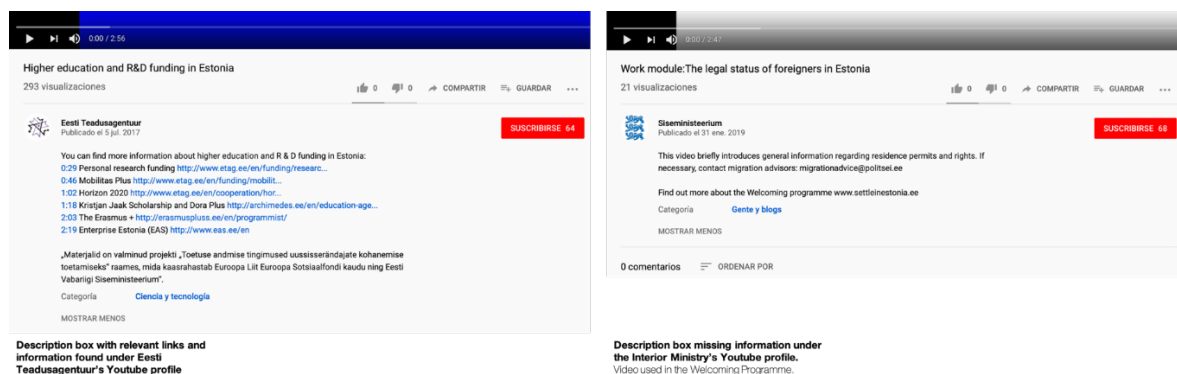 0:00 / 2:56
Higher education and R&D funding in Estonia
293 visualizaciones
0 0 COMPARTIR GUARDAR ...
Eesti Teadusagentuur
Publicado el 5 jul. 2017
SUSCRIBIRSE 64
You can find more information about higher education and R & D funding in Estonia:
0:29 Personal research funding http://www.etag.ee/en/funding/researc...
0:46 Mobilitas Plus http://www.etag.ee/en/funding/mobilit...
1:02 Horizon 2020 http://www.etag.ee/en/cooperation/hor...
1:18 Kristjan Jaak Scholarship and Dora Plus http://archimedes.ee/en/education-age...
2:03 The Erasmus + http://erasmuspluss.ee/en/programmist/
2:19 Enterprise Estonia (EAS) http://www.eas.ee/en
„Materjalid on valminud projekti „Toetuse andmise tingimused uussisserändajate kohanemise
toetamiseks" raames, mida kaasrahastab Euroopa Liit Euroopa Sotsiaalfondi kaudu ning Eesti
Vabariigi Siseministeerium".
Categoría Ciencia y tecnología
MOSTRAR MENOS
Description box with relevant links and
information found under Eesti
Teadusagentuur's Youtube profile
0:00 / 2:47
Work module:The legal status of foreigners in Estonia
21 visualizaciones
0 0 COMPARTIR GUARDAR ...
Siseministeerium
Publicado el 31 ene. 2019
SUSCRIBIRSE 68
This video briefly introduces general information regarding residence permits and rights. If
necessary, contact migration advisors: migrationadvice@politsei.ee
Find out more about the Welcoming programme www.settleinestonia.ee
Categoría Gente y blogs
MOSTRAR MENOS
0 comentarios ORDENAR POR
Description box missing information under
the Interior Ministry's Youtube profile.
Video used in the Welcoming Programme.